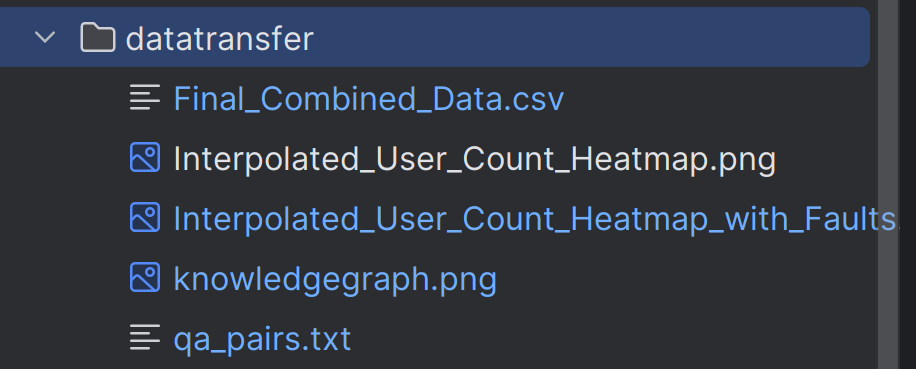 datatransfer
Final_Combined_Data.csv
Interpolated_User_Count_Heatmap.png
Interpolated_User_Count_Heatmap_with_Faults.
knowledgegraph.png
qa_pairs.txt